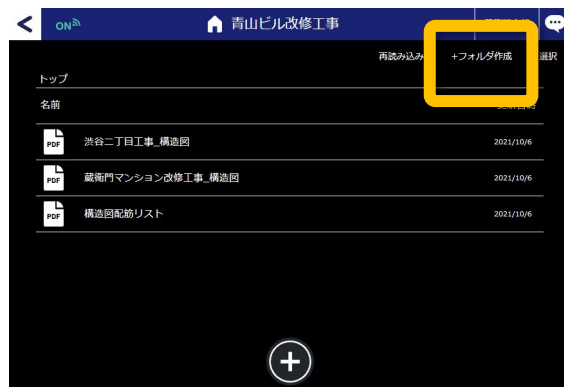 ON
青山ビル改修工事
再読み込み +フォルダ作成 選択
トップ
名前
PDF 渋谷二丁目工事_構造図 2021/10/6
PDF 蔵衛門マンション改修工事_構造図 2021/10/6
PDF 構造図配筋リスト 2021/10/6